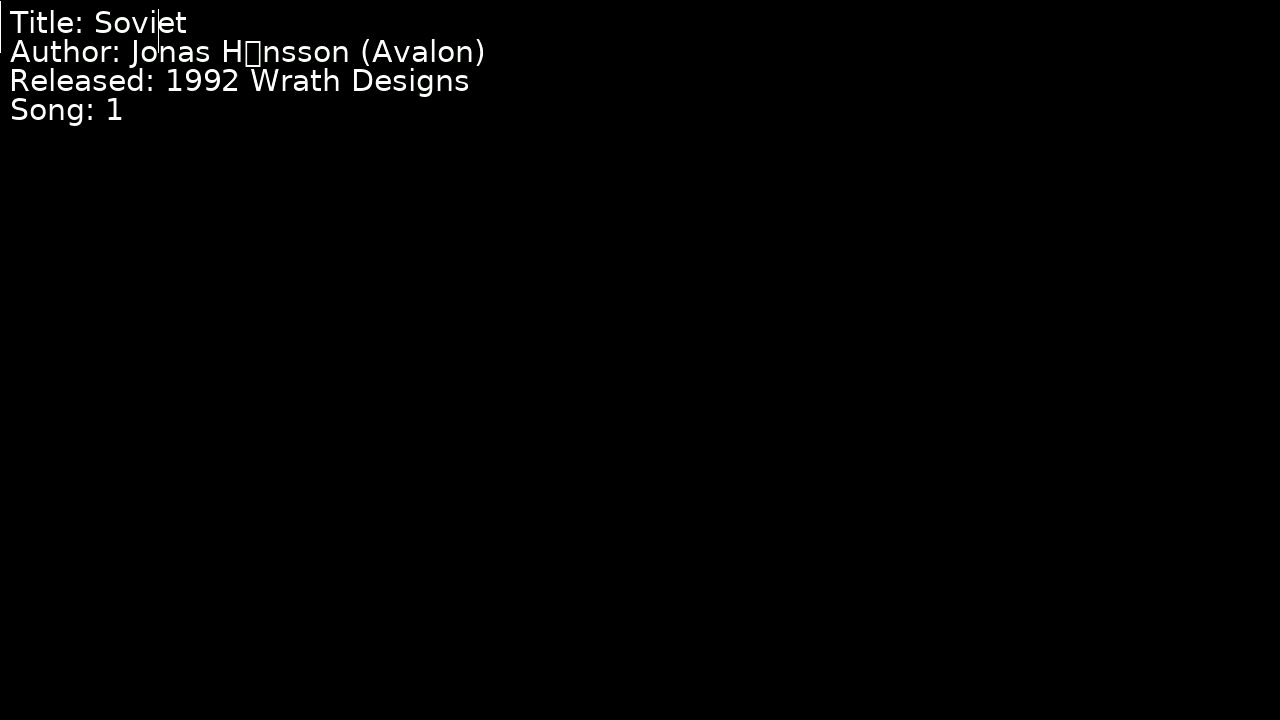 Title: Soviet
Author: Jonas H▯nsson (Avalon)
Released: 1992 Wrath Designs
Song: 1